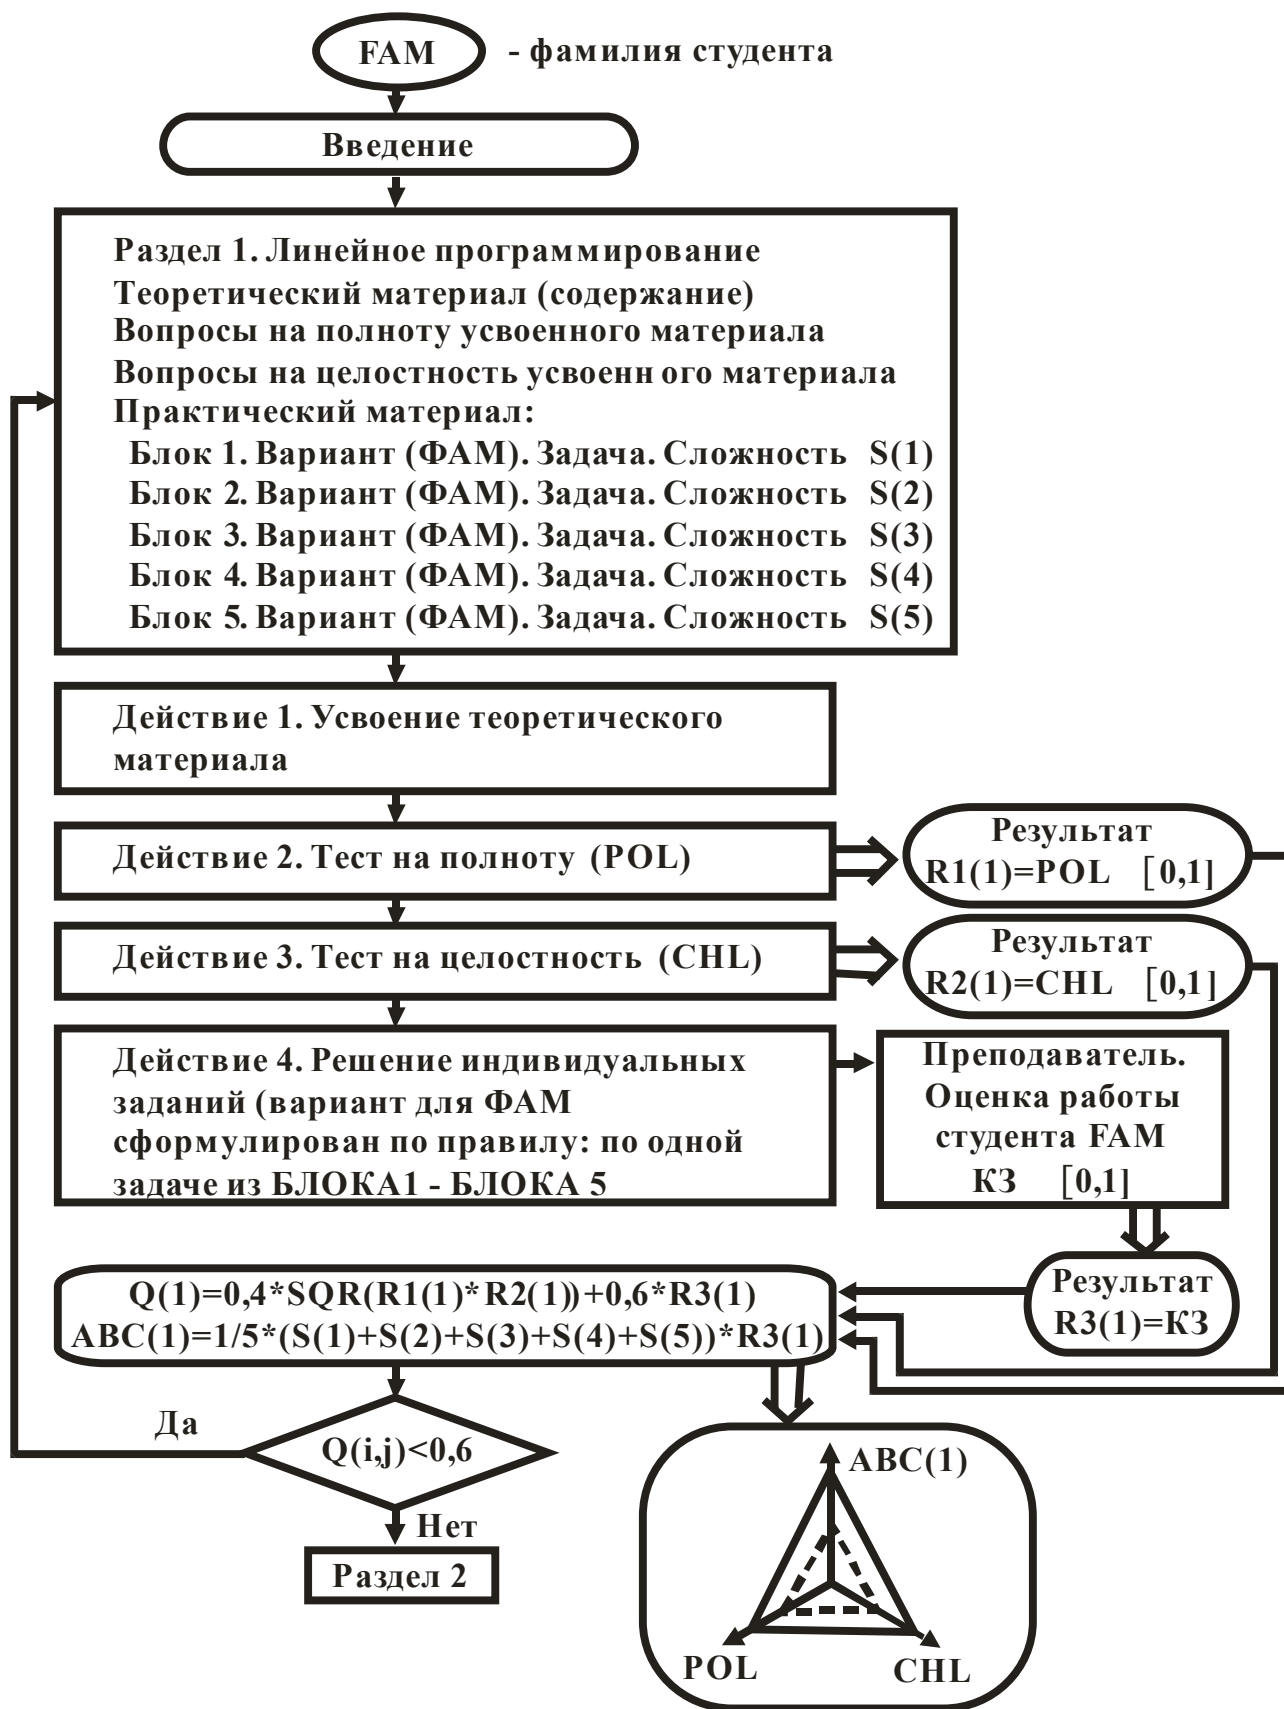 FAM - фамилия студента
Введение
Раздел 1. Линейное программирование
Теоретический материал (содержание)
Вопросы на полноту усвоенного материала
Вопросы на целостность усвоенн ого материала
Практический материал:
Блок 1. Вариант (ФАМ). Задача. Сложность S(1)
Блок 2. Вариант (ФАМ). Задача. Сложность S(2)
Блок 3. Вариант (ФАМ). Задача. Сложность S(3)
Блок 4. Вариант (ФАМ). Задача. Сложность S(4)
Блок 5. Вариант (ФАМ). Задача. Сложность S(5)
Действие 1. Усвоение теоретического
материала
Действие 2. Тест на полноту (POL)
Результат
R1(1)=POL [0,1]
Действие 3. Тест на целостность (CHL)
Результат
R2(1)=CHL [0,1]
Действие 4. Решение индивидуальных
заданий (вариант для ФАМ
сформулирован по правилу: по одной
задаче из БЛОКА1 - БЛОКА 5
Преподаватель.
Оценка работы
студента FAM
КЗ [0,1]
Результат
R3(1)=КЗ
Q(1)=0,4*SQR(R1(1)*R2(1))+0,6*R3(1)
ABC(1)=1/5*(S(1)+S(2)+S(3)+S(4)+S(5))*R3(1)
Да
Q(i,j)<0,6
Нет
Раздел 2
ABC(1)
POL
CHL